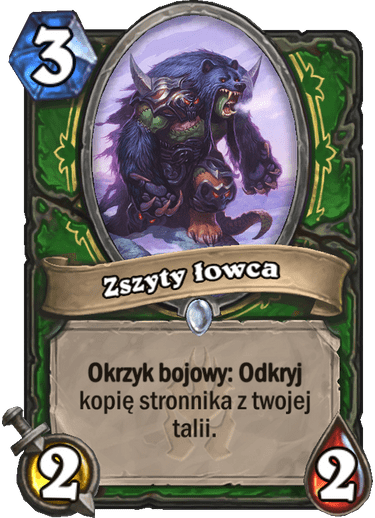 3
Zszyty łowca
Okrzyk bojowy: Odkryj
kopię stronnika z twojej
talii.
2
2